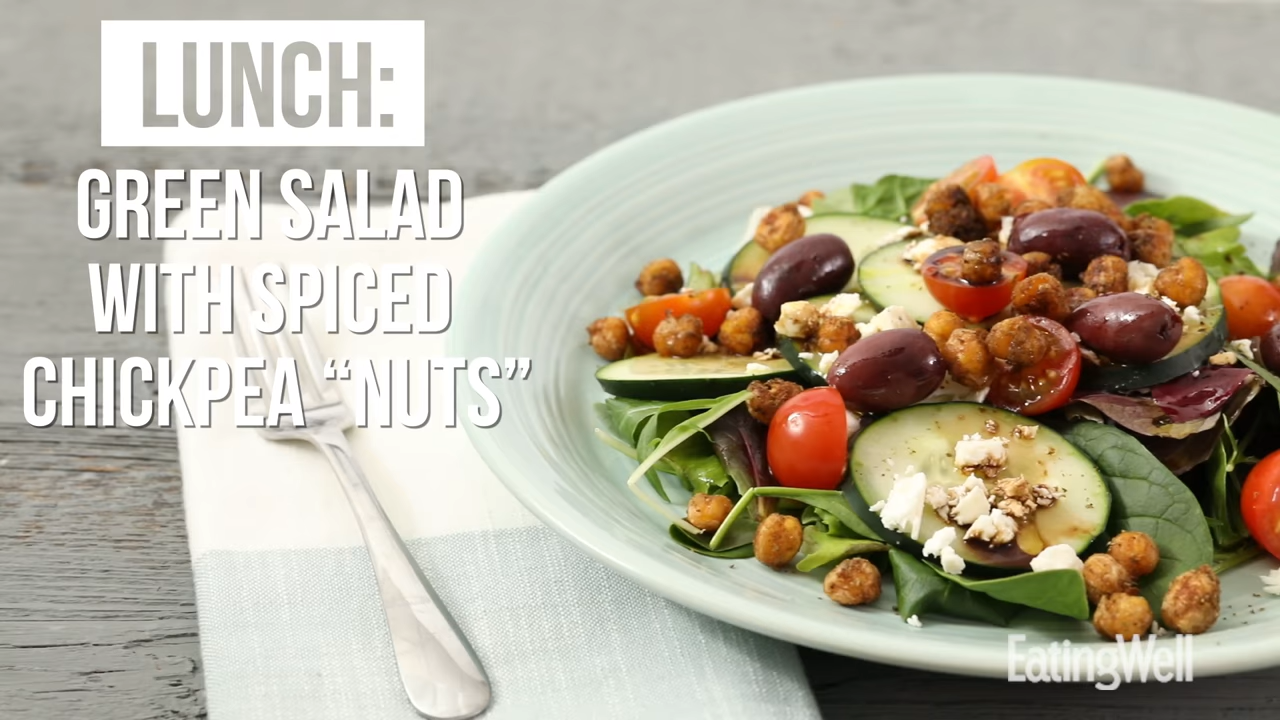 LUNCH:
GREEN SALAD
WITH SPICED
CHICKPEA “NUTS”
EatingWell